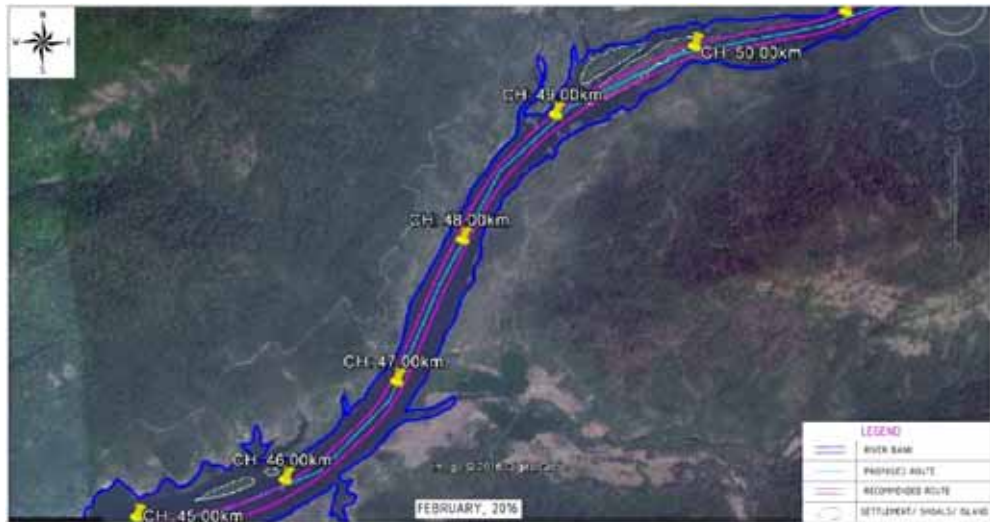 N
W E
S
CH: 50.00km
CH: 49.00km
CH: 48.00km
CH: 47.00km
CH: 46.00km
CH: 45.00km
FEBRUARY, 2016
LEGEND
RIVER BANK
PROPOSED ROUTE
RECOMMENDED ROUTE
SETTLEMENT/ SHOALS/ ISLAND